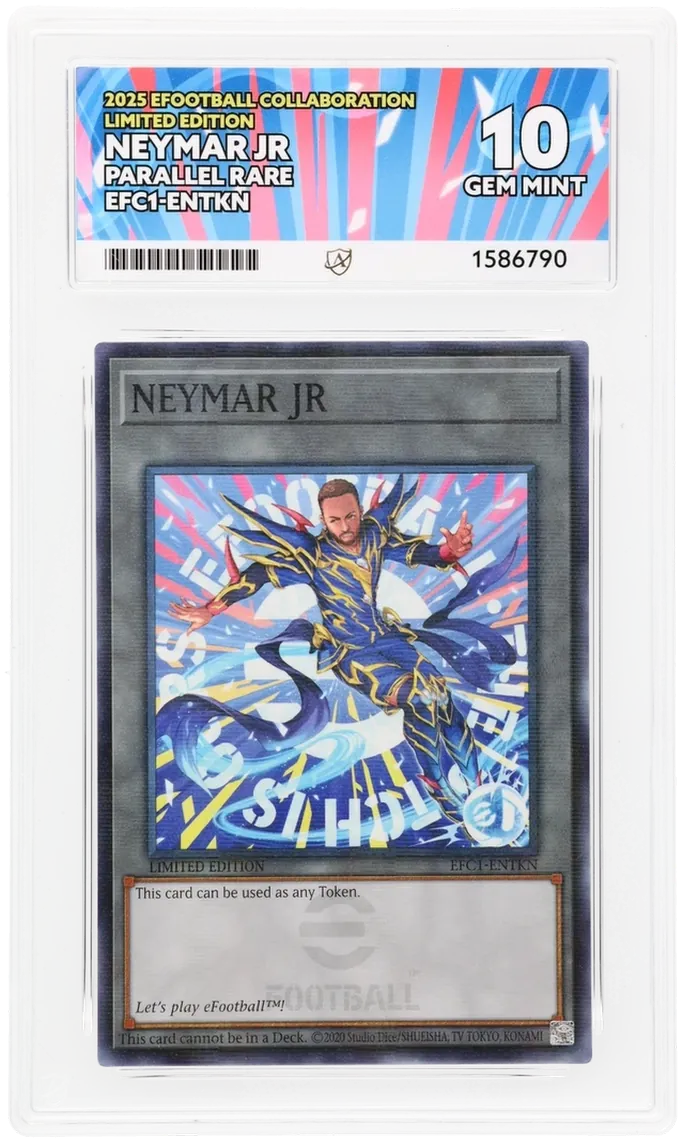 2025 EFOOTBALL COLLABORATION
LIMITED EDITION
NEYMAR JR
PARALLEL RARE
EFC1-ENTKN
10
GEM MINT
1586790
NEYMAR JR
LIMITED EDITION
EFC1-ENTKN
This card can be used as any Token.
FOOTBALL™
Let's play eFootball™!
This card cannot be in a Deck. ©2020 Studio Dice/SHUEISHA, TV TOKYO, KONAMI